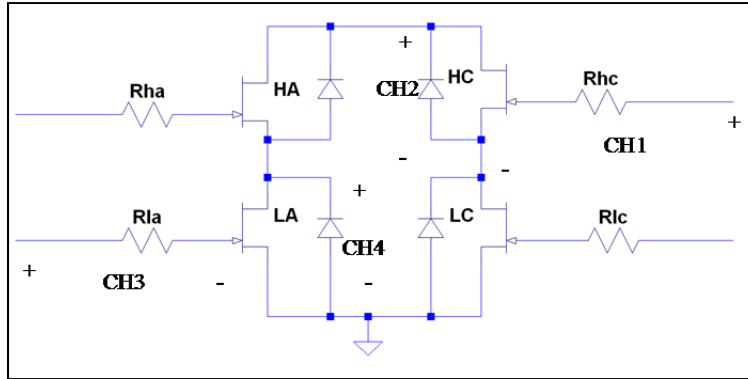 +
HA
HC
Rha
CH2
Rhc
CH1
+
-
-
Rla
+
LA
LC
Rlc
CH4
+
CH3
-
-